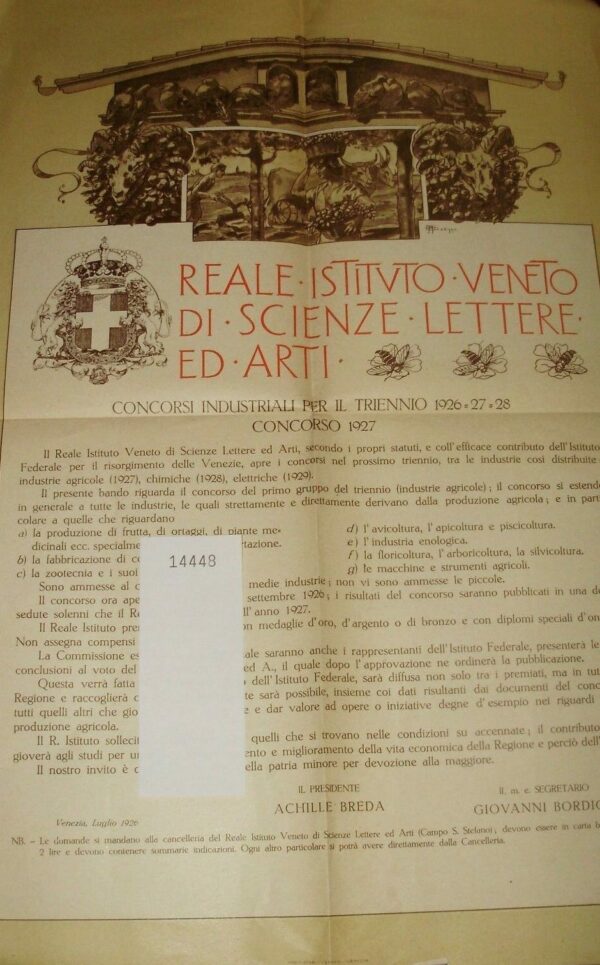 REALE · ISTITVTO · VENETO
DI · SCIENZE · LETTERE ·
ED · ARTI ·
CONCORSI INDUSTRIALI PER IL TRIENNIO 1926=27=28
CONCORSO 1927
Il Reale Istituto Veneto di Scienze Lettere ed Arti, secondo i propri statuti, e coll'efficace contributo dell'Istituto
Federale per il risorgimento delle Venezie, apre i concorsi nel prossimo triennio, tra le industrie così distribuite
industrie agricole (1927), chimiche (1928), elettriche (1929).
Il presente bando riguarda il concorso del primo gruppo del triennio (industrie agricole); il concorso si estende
in generale a tutte le industrie, le quali strettamente e direttamente derivano dalla produzione agricola; e in parti
colare a quelle che riguardano
a) la produzione di frutta, di ortaggi, di piante me-
dicinali ecc. specialme rtazione.
b) la fabbricazione di co
c) la zootecnia e i suoi
d) l'avicoltura, l'apicoltura e piscicoltura.
e) l'industria enologica.
f) la floricoltura, l'arboricoltura, la silvicoltura.
g) le macchine e strumenti agricoli.
Sono ammesse al c medie industrie; non vi sono ammesse le piccole.
Il concorso ora ape settembre 1926; i risultati del concorso saranno pubblicati in una de
sedute solenni che il R ll'anno 1927.
Il Reale Istituto pre on medaglie d'oro, d'argento o di bronzo e con diplomi speciali d'on
Non assegna compensi
La Commissione es ale saranno anche i rappresentanti dell'Istituto Federale, presenterà le
conclusioni al voto del ed A., il quale dopo l'approvazione ne ordinerà la pubblicazione.
Questa verrà fatta o dell'Istituto Federale, sarà diffusa non solo tra i premiati, ma in tut
Regione e raccoglierà c te sarà possibile, insieme coi dati risultanti dai documenti del conc
tutti quelli altri che gio e e dar valore ad opere o iniziative degne d'esempio nei riguardi
produzione agricola.
Il R. Istituto sollecit quelli che si trovano nelle condizioni su accennate; il contributo
gioverà agli studi per un ento e miglioramento della vita economica della Regione e perciò dell'
Il nostro invito è d ella patria minore per devozione alla maggiore.
14448
IL PRESIDENTE
ACHILLE BREDA
Il m. e. SEGRETARIO
GIOVANNI BORDIG
Venezia, Luglio 1926
NB. - Le domande si mandano alla cancelleria del Reale Istituto Veneto di Scienze Lettere ed Arti (Campo S. Stefano), devono essere in carta b
2 lire e devono contenere sommarie indicazioni. Ogni altro particolare si potrà avere direttamente dalla Cancelleria.